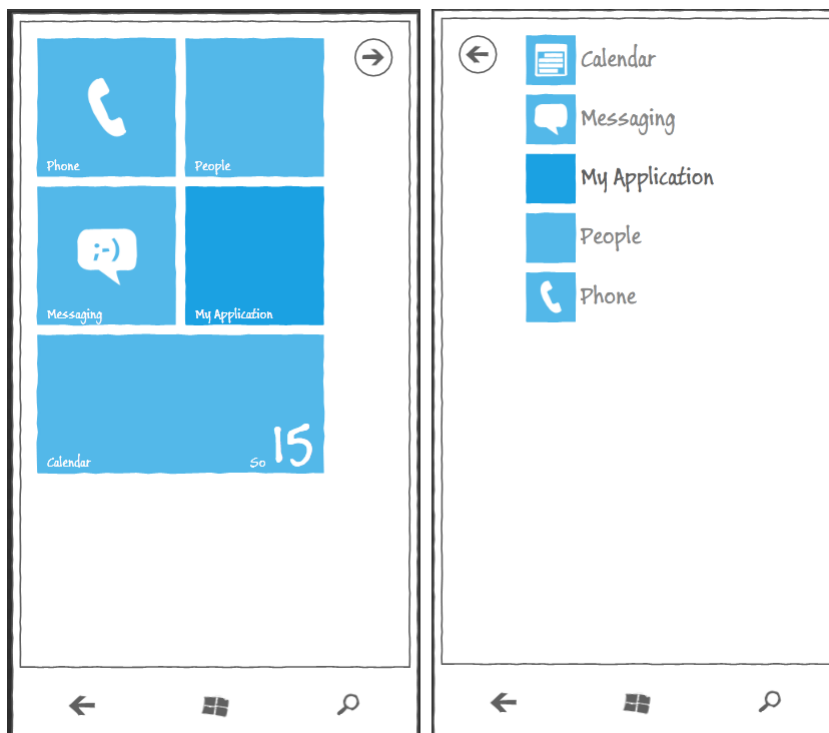 Phone
People
;-)
Messaging
My Application
Calendar
So 15
Calendar
Messaging
My Application
People
Phone